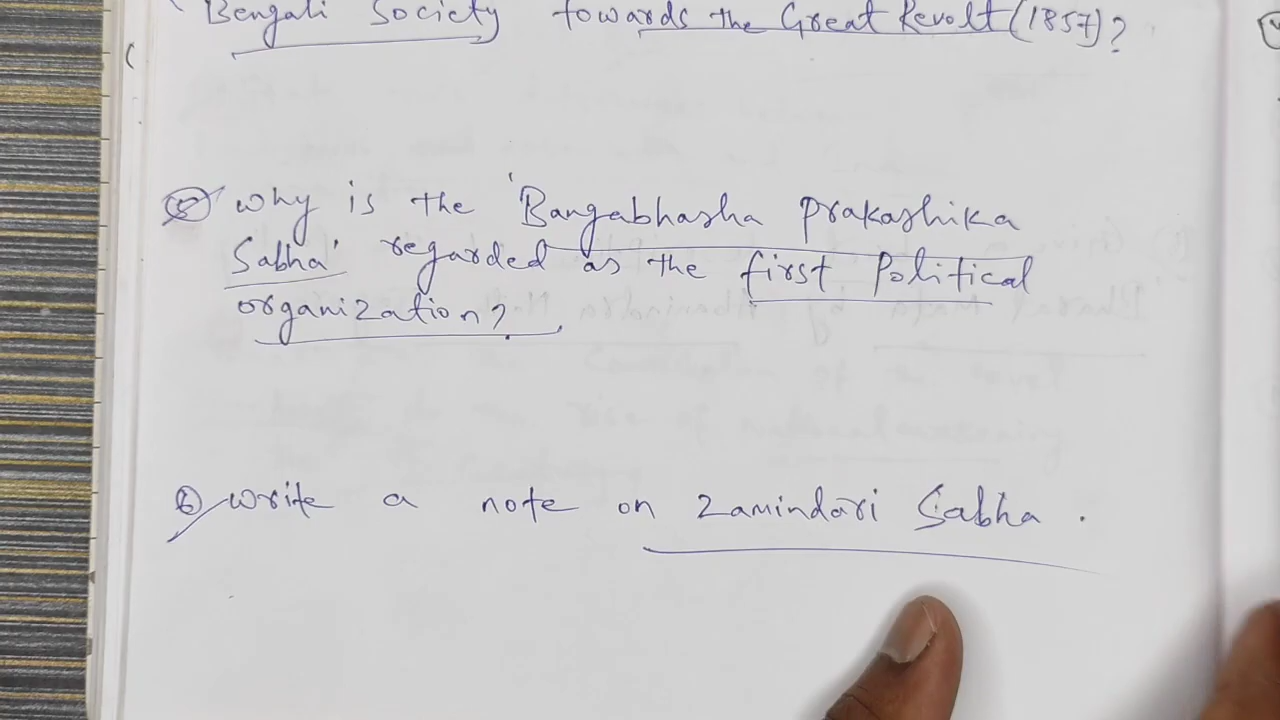 Bengali Society towards the Great Revolt (1857)?
(5) Why is the 'Bangabhasha Prakashika
Sabha' regarded as the first Political
organization?
(6) Write a note on Zamindari Sabha.